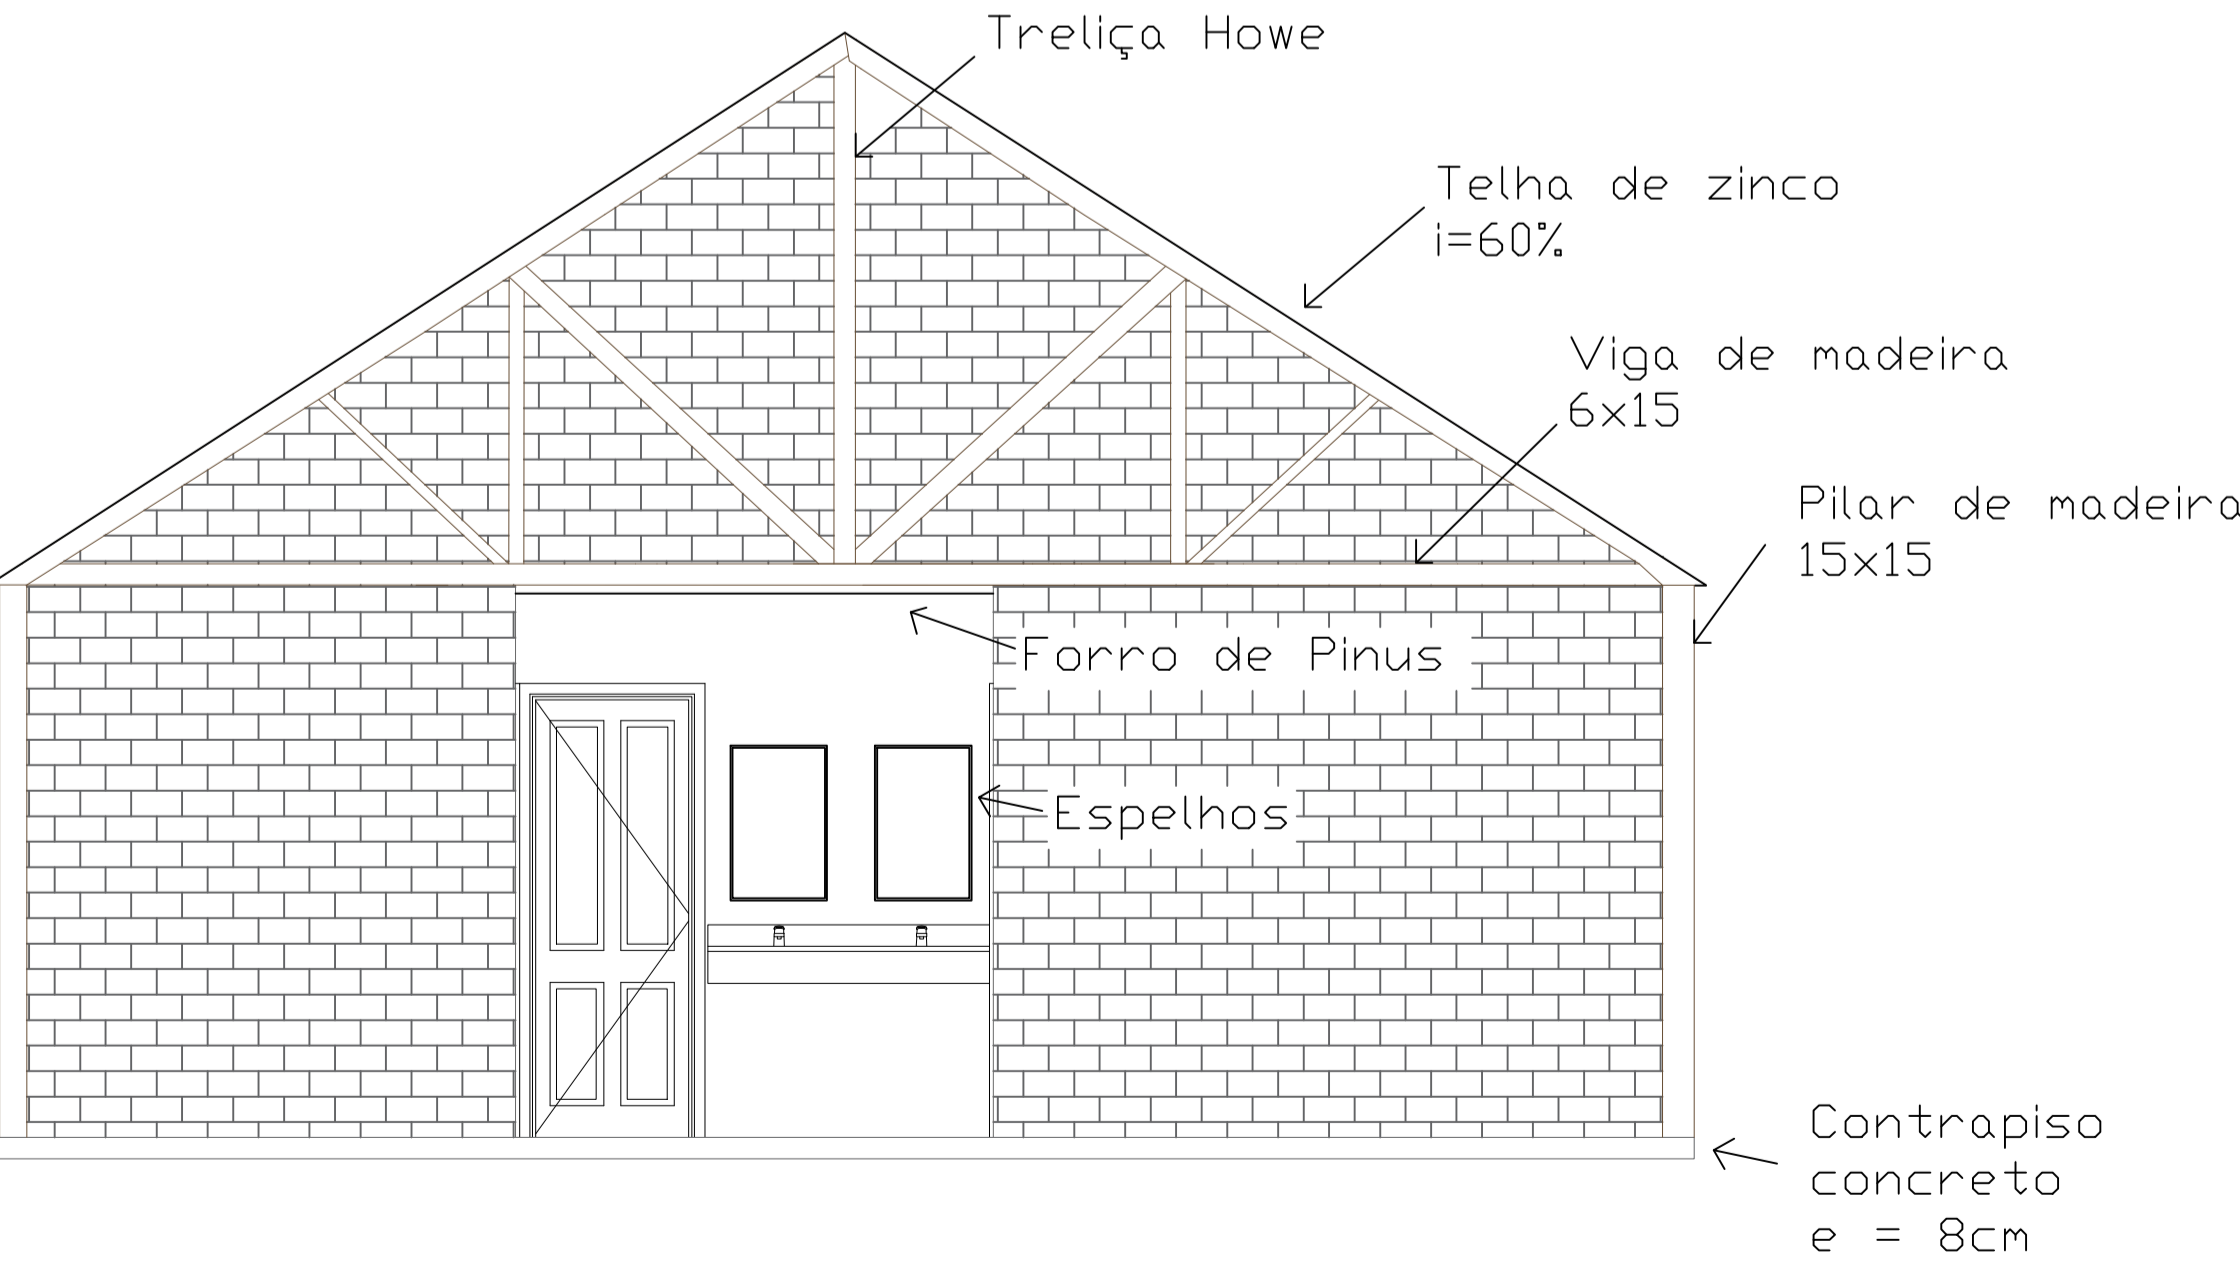 Treliça Howe
Telha de zinco
i=60%
Viga de madeira
6x15
Pilar de madeira
15x15
Forro de Pinus
Espelhos
Contrapiso
concreto
e = 8cm